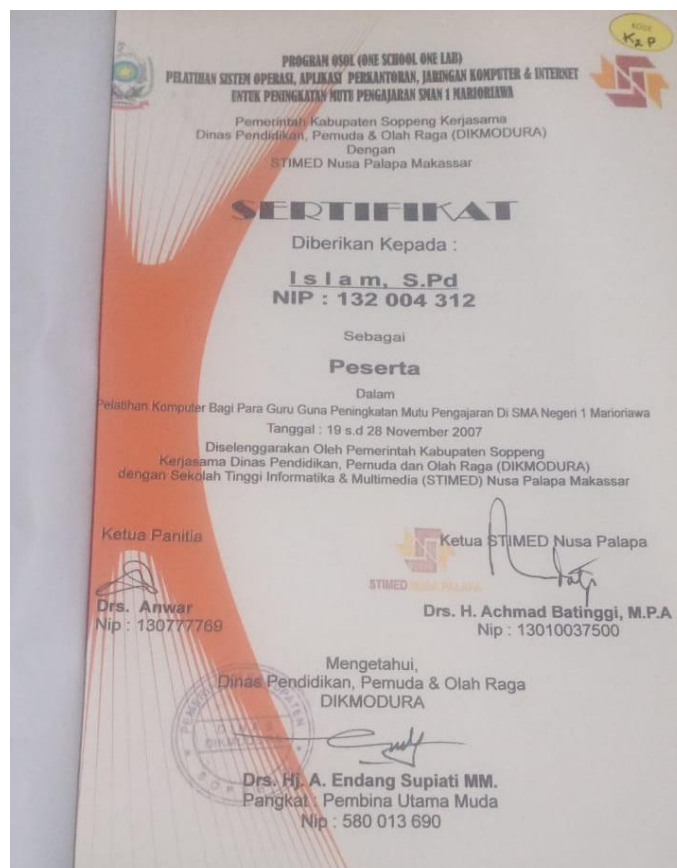 KODE
K2P
PROGRAM OSOL (ONE SCHOOL ONE LAB)
PELATIHAN SISTEM OPERASI, APLIKASI PERKANTORAN, JARINGAN KOMPUTER & INTERNET
UNTUK PENINGKATAN MUTU PENGAJARAN SMAN 1 MARIORIAWA
Pemerintah Kabupaten Soppeng Kerjasama
Dinas Pendidikan, Pemuda & Olah Raga (DIKMODURA)
Dengan
STIMED Nusa Palapa Makassar
SERTIFIKAT
Diberikan Kepada :
Islam, S.Pd
NIP : 132 004 312
Sebagai
Peserta
Dalam
Pelatihan Komputer Bagi Para Guru Guna Peningkatan Mutu Pengajaran Di SMA Negeri 1 Marioriawa
Tanggal : 19 s.d 28 November 2007
Diselenggarakan Oleh Pemerintah Kabupaten Soppeng
Kerjasama Dinas Pendidikan, Pemuda dan Olah Raga (DIKMODURA)
dengan Sekolah Tinggi Informatika & Multimedia (STIMED) Nusa Palapa Makassar
Ketua Panitia
Drs. Anwar
Nip : 130777769
Ketua STIMED Nusa Palapa
STIMED NUSA PALAPA
Drs. H. Achmad Batinggi, M.P.A
Nip : 13010037500
Mengetahui,
Dinas Pendidikan, Pemuda & Olah Raga
DIKMODURA
Drs. Hj. A. Endang Supiati MM.
Pangkat : Pembina Utama Muda
Nip : 580 013 690